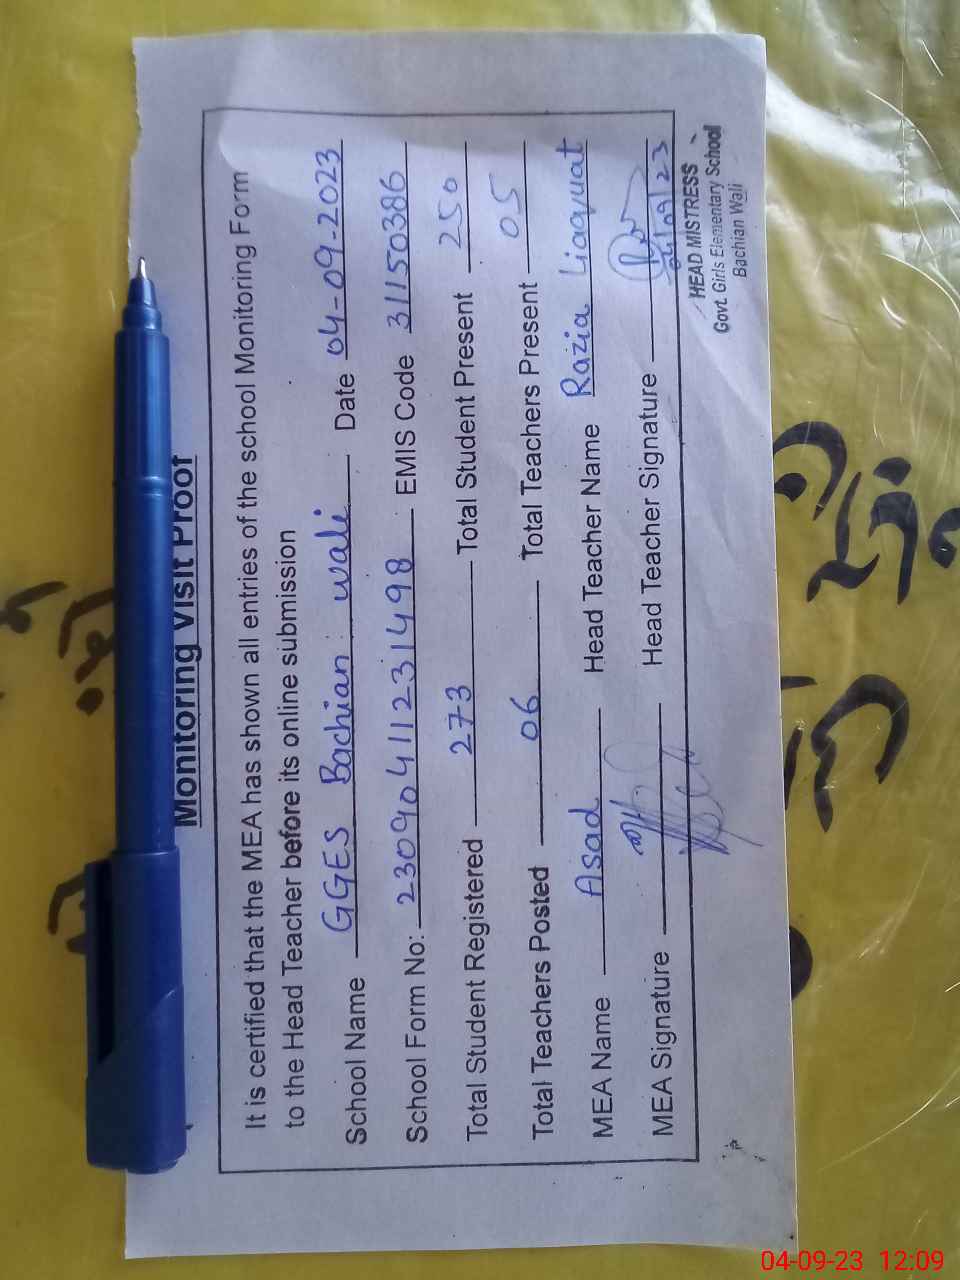 Monitoring Visit Proof
It is certified that the MEA has shown all entries of the school Monitoring Form
to the Head Teacher before its online submission
School Name GGES Bachian wali Date 04-09-2023
School Form No: 23090411231498 EMIS Code 31150386
Total Student Registered 273 Total Student Present 250
Total Teachers Posted 06 Total Teachers Present 05
MEA Name Asad Head Teacher Name Razia Liaquat
MEA Signature Head Teacher Signature
04/09/23
HEAD MISTRESS
Govt. Girls Elementary School
Bachian Wali
04-09-23 12:09